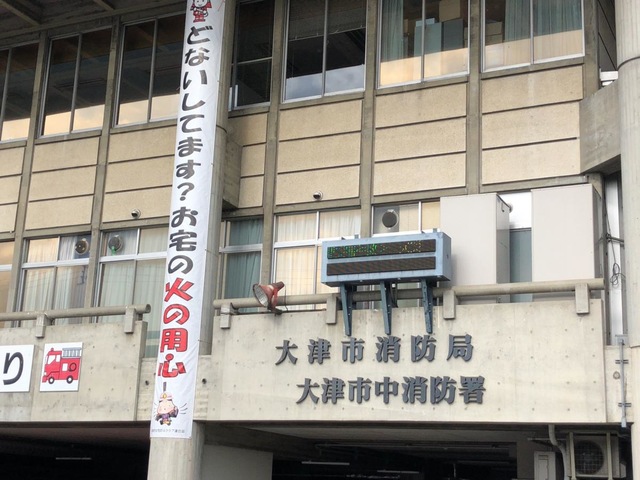 どないしてます?お宅の火の用心
大津市消防局
大津市中消防署
り